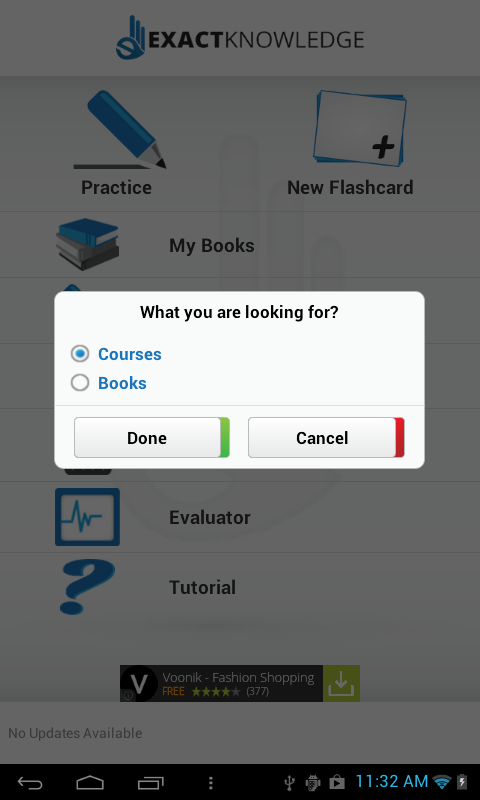 EXACTKNOWLEDGE
Practice
New Flashcard
My Books
What you are looking for?
Courses
Books
Done
Cancel
Evaluator
Tutorial
V
Voonik - Fashion Shopping
FREE (377)
No Updates Available
11:32 AM